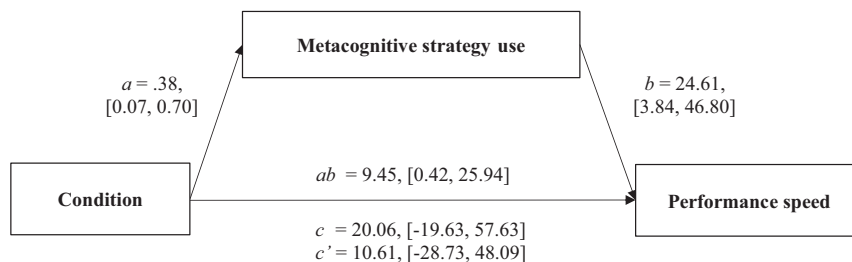 Metacognitive strategy use
a = .38,
[0.07, 0.70]
b = 24.61,
[3.84, 46.80]
Condition
ab = 9.45, [0.42, 25.94]
Performance speed
c = 20.06, [-19.63, 57.63]
c’ = 10.61, [-28.73, 48.09]